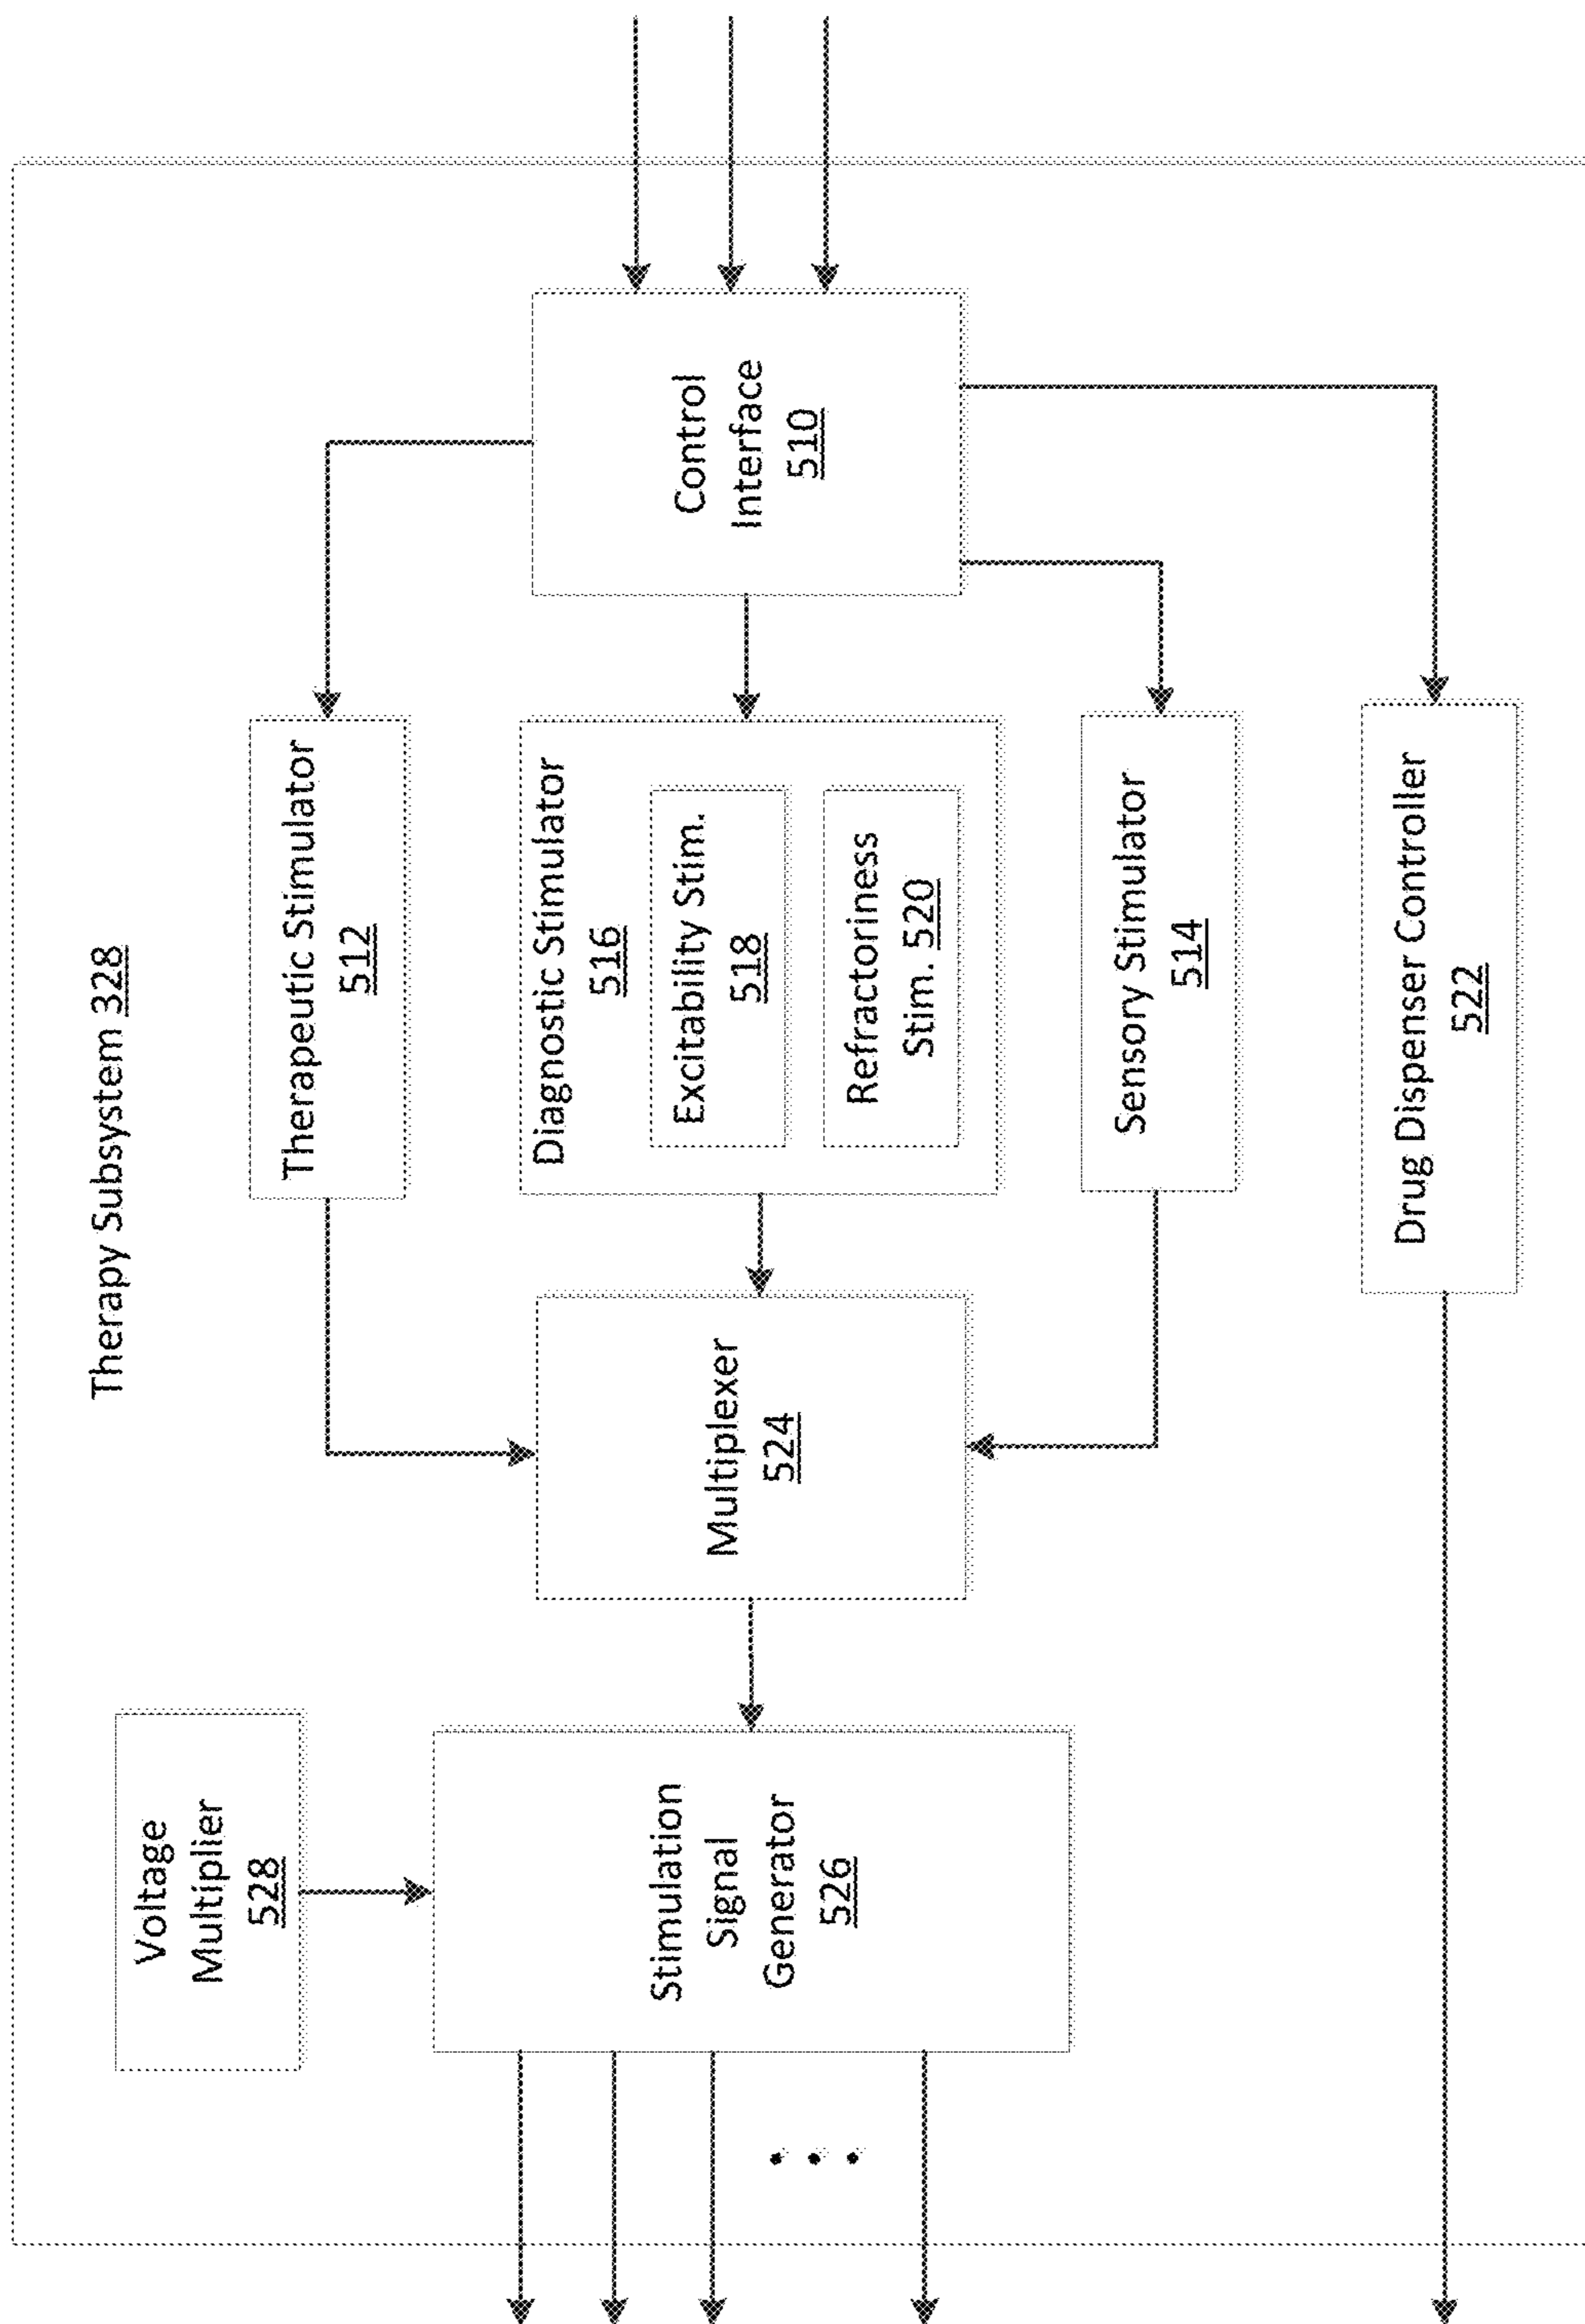 Therapy Subsystem 328
Voltage
Multiplier
528
Stimulation
Signal
Generator
526
Multiplexer
524
Therapeutic Stimulator
512
Diagnostic Stimulator
516
Excitability Stim.
518
Refractoriness
Stim. 520
Sensory Stimulator
514
Drug Dispenser Controller
522
Control
Interface
510